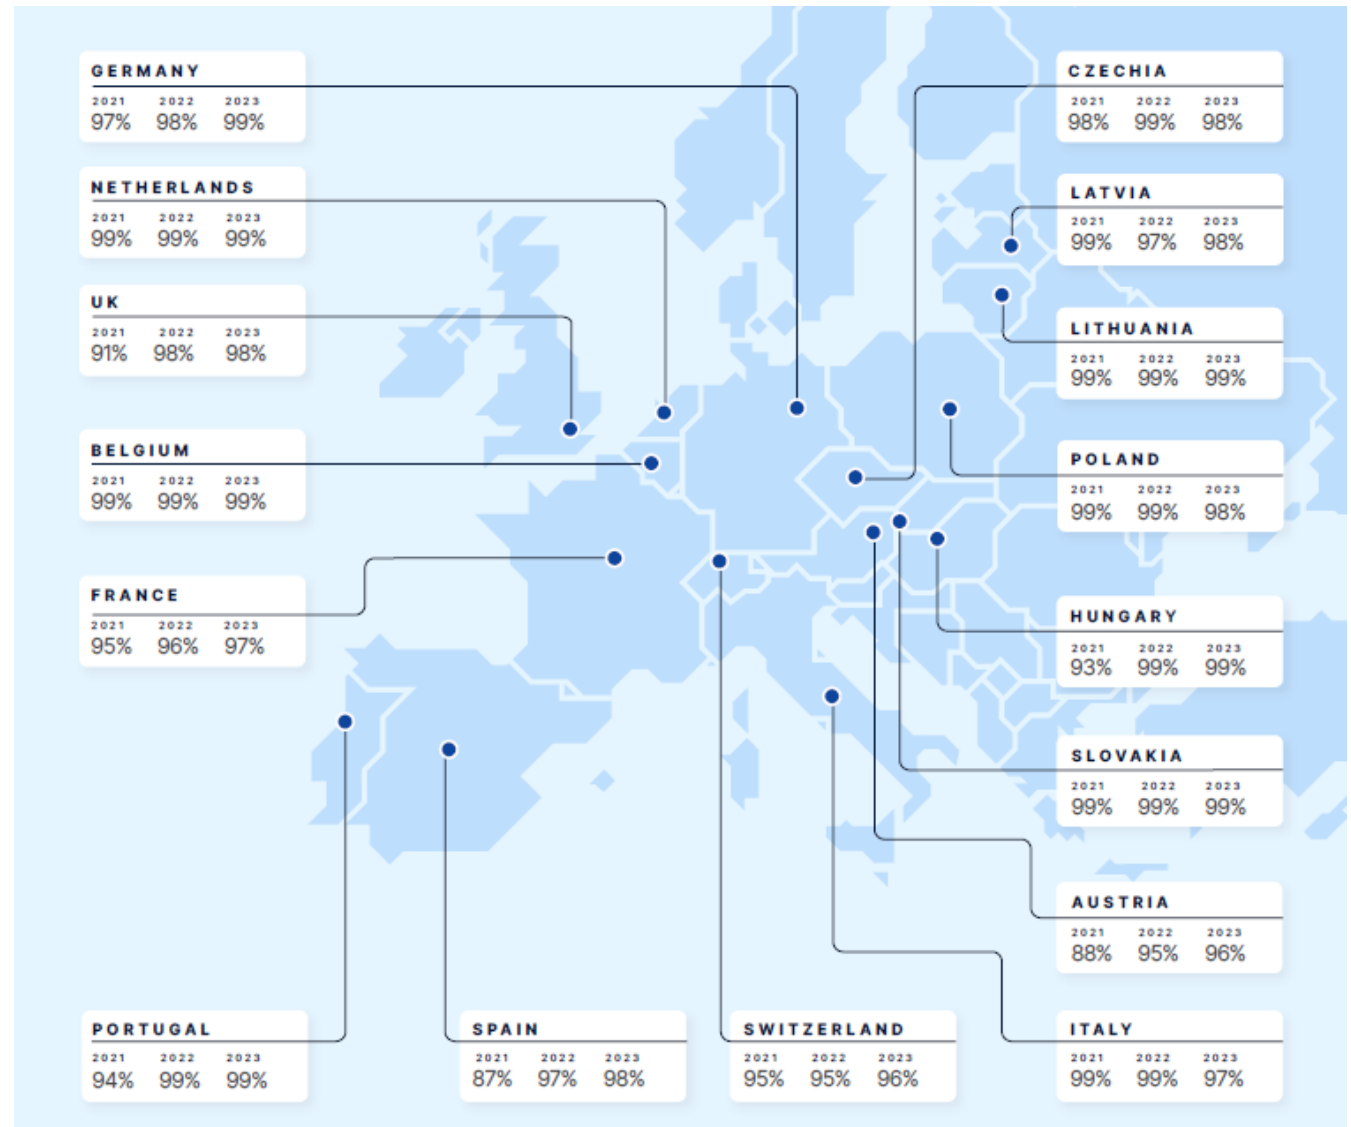 GERMANY
2021 2022 2023
97% 98% 99%
NETHERLANDS
2021 2022 2023
99% 99% 99%
UK
2021 2022 2023
91% 98% 98%
BELGIUM
2021 2022 2023
99% 99% 99%
FRANCE
2021 2022 2023
95% 96% 97%
PORTUGAL
2021 2022 2023
94% 99% 99%
SPAIN
2021 2022 2023
87% 97% 98%
SWITZERLAND
2021 2022 2023
95% 95% 96%
CZECHIA
2021 2022 2023
98% 99% 98%
LATVIA
2021 2022 2023
99% 97% 98%
LITHUANIA
2021 2022 2023
99% 99% 99%
POLAND
2021 2022 2023
99% 99% 98%
HUNGARY
2021 2022 2023
93% 99% 99%
SLOVAKIA
2021 2022 2023
99% 99% 99%
AUSTRIA
2021 2022 2023
88% 95% 96%
ITALY
2021 2022 2023
99% 99% 97%